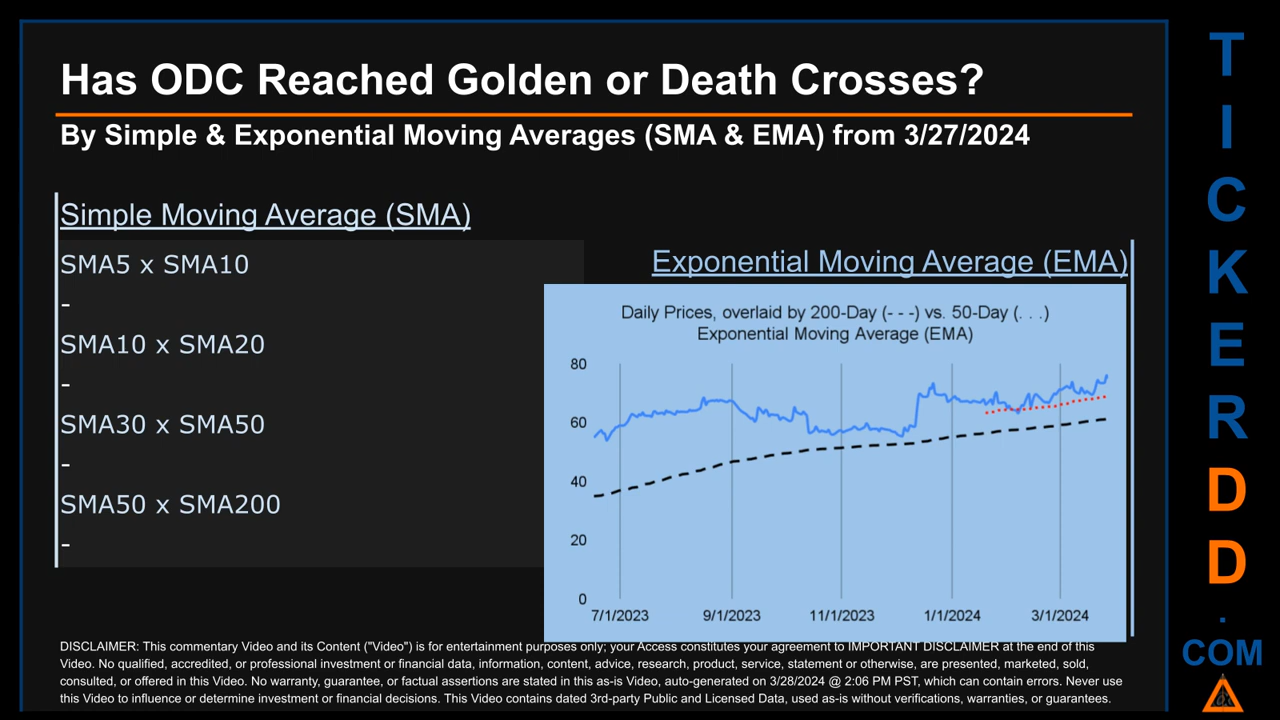 Has ODC Reached Golden or Death Crosses?
By Simple & Exponential Moving Averages (SMA & EMA) from 3/27/2024
Simple Moving Average (SMA)
SMA5 x SMA10
-
SMA10 x SMA20
-
SMA30 x SMA50
-
SMA50 x SMA200
-
Exponential Moving Average (EMA)
Daily Prices, overlaid by 200-Day (- - -) vs. 50-Day (. . .)
Exponential Moving Average (EMA)
80
60
40
20
0
7/1/2023 9/1/2023 11/1/2023 1/1/2024 3/1/2024
DISCLAIMER: This commentary Video and its Content ("Video") is for entertainment purposes only; your Access constitutes your agreement to IMPORTANT DISCLAIMER at the end of this
Video. No qualified, accredited, or professional investment or financial data, information, content, advice, research, product, service, statement or otherwise, are presented, marketed, sold,
consulted, or offered in this Video. No warranty, guarantee, or factual assertions are stated in this as-is Video, auto-generated on 3/28/2024 @ 2:06 PM PST, which can contain errors. Never use
this Video to influence or determine investment or financial decisions. This Video contains dated 3rd-party Public and Licensed Data, used as-is without verifications, warranties, or guarantees.
T
I
C
K
E
R
D
D
.
COM